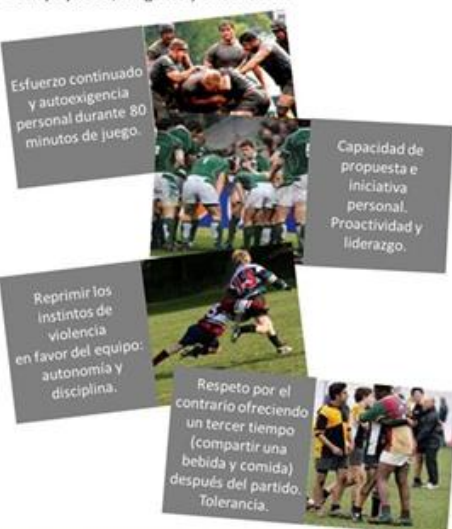 Esfuerzo continuado
y autoexigencia
personal durante 80
minutos de juego.
Capacidad de
propuesta e
iniciativa
personal.
Proactividad y
liderazgo.
Reprimir los
instintos de
violencia
en favor del equipo:
autonomía y
disciplina.
Respeto por el
contrario ofreciendo
un tercer tiempo
(compartir una
bebida y comida)
después del partido.
Tolerancia.